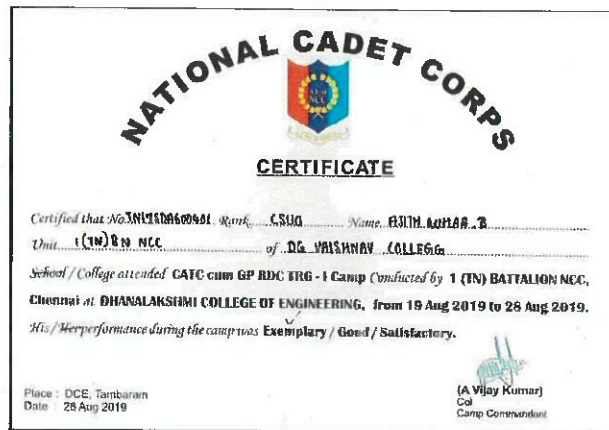 NATIONAL CADET CORPS
NCC
CERTIFICATE
Certified that No. Rank CSUO Name AJITH KUMAR. B
Unit 1(TN)BN NCC of DG VAISHNAV COLLEGE
School / College attended CATC cum GP RDC TRG - I Camp Conducted by 1 (TN) BATTALION NCC,
Chennai at DHANALAKSHMI COLLEGE OF ENGINEERING, from 19 Aug 2019 to 28 Aug 2019.
His / Her performance during the camp was Exemplary / Good / Satisfactory.
Place : DCE, Tambaram
Date : 28 Aug 2019
(A Vijay Kumar)
Col
Camp Commandant